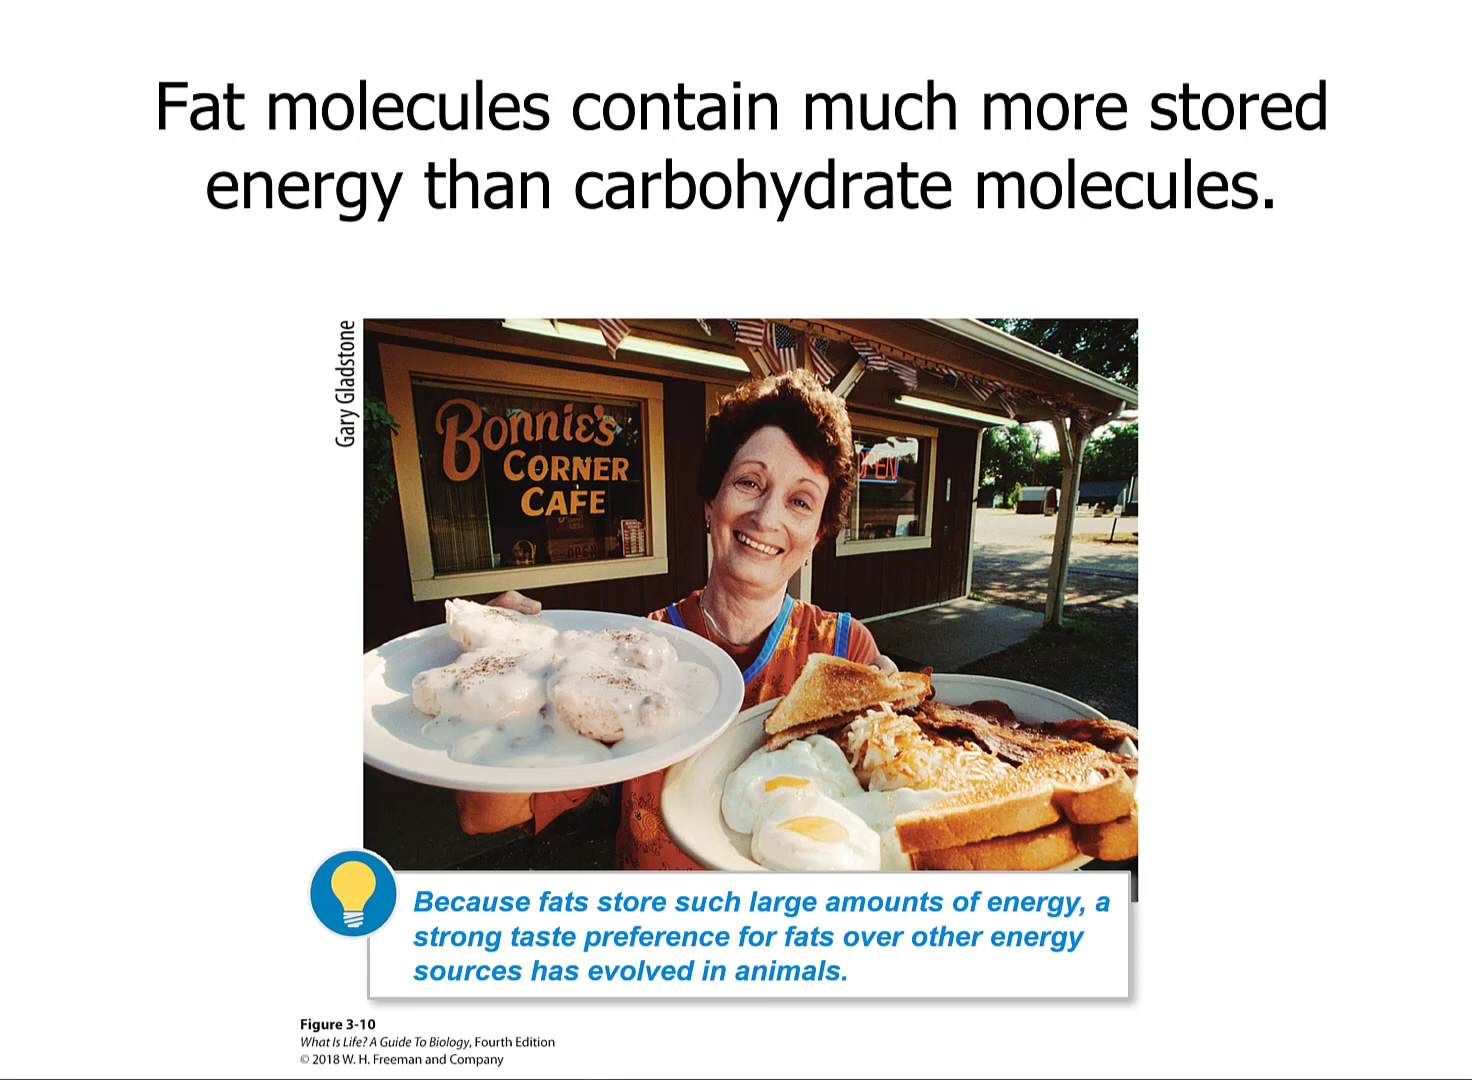 Fat molecules contain much more stored
energy than carbohydrate molecules.
Gary Gladstone
Bonnie's
CORNER
CAFE
OPEN
Because fats store such large amounts of energy, a
strong taste preference for fats over other energy
sources has evolved in animals.
Figure 3-10
What Is Life? A Guide To Biology, Fourth Edition
© 2018 W. H. Freeman and Company